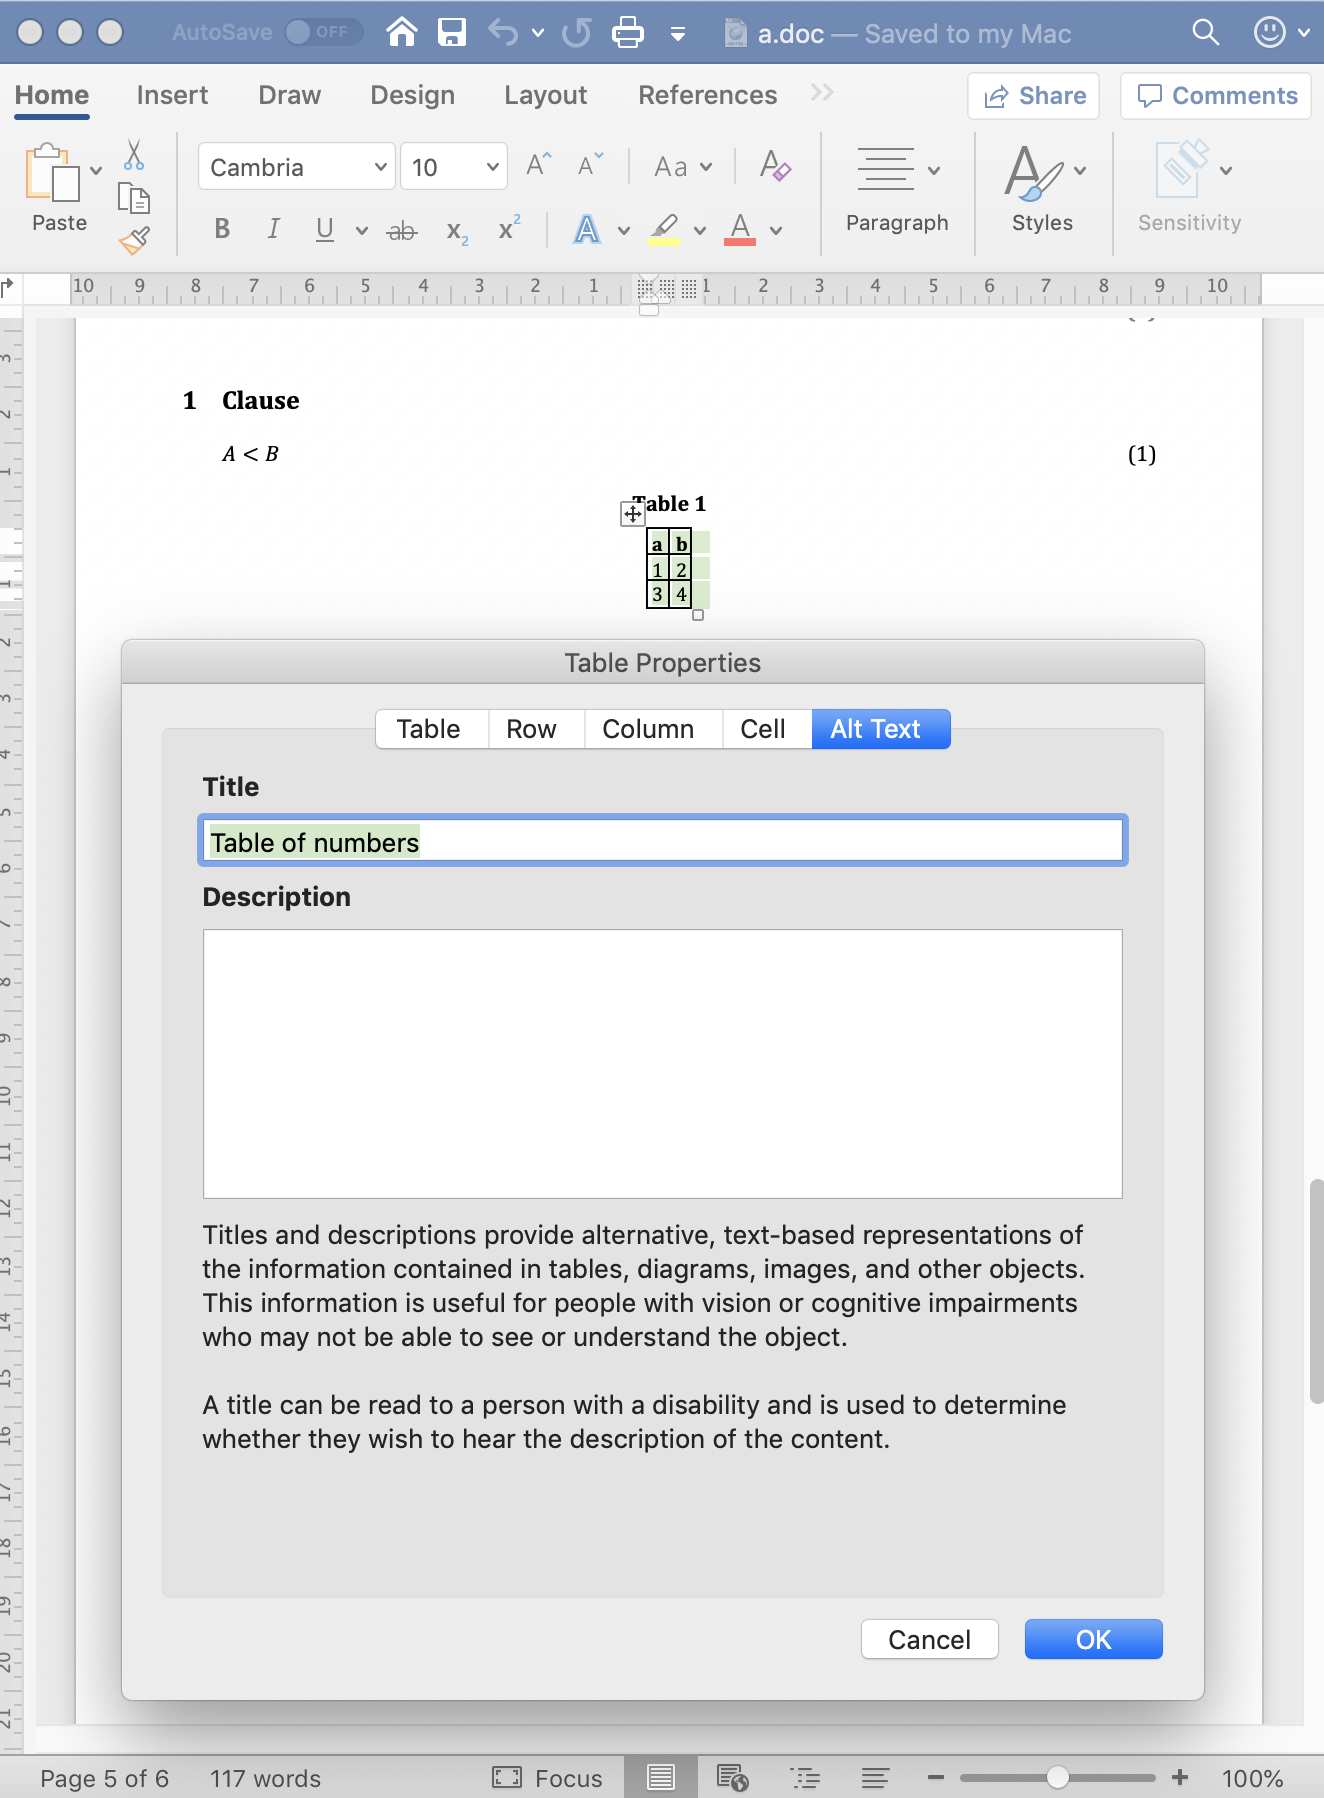 AutoSave OFF a.doc — Saved to my Mac
Home Insert Draw Design Layout References Share Comments
Cambria 10 Aa
Paste B I U ab x2 x2 A A Paragraph Styles Sensitivity
10 9 8 7 6 5 4 3 2 1 1 2 3 4 5 6 7 8 9 10
1 Clause
A < B (1)
Table 1
a b
1 2
3 4
Table Properties
Table Row Column Cell Alt Text
Title
Table of numbers
Description
Titles and descriptions provide alternative, text-based representations of
the information contained in tables, diagrams, images, and other objects.
This information is useful for people with vision or cognitive impairments
who may not be able to see or understand the object.
A title can be read to a person with a disability and is used to determine
whether they wish to hear the description of the content.
Cancel OK
Page 5 of 6 117 words Focus 100%